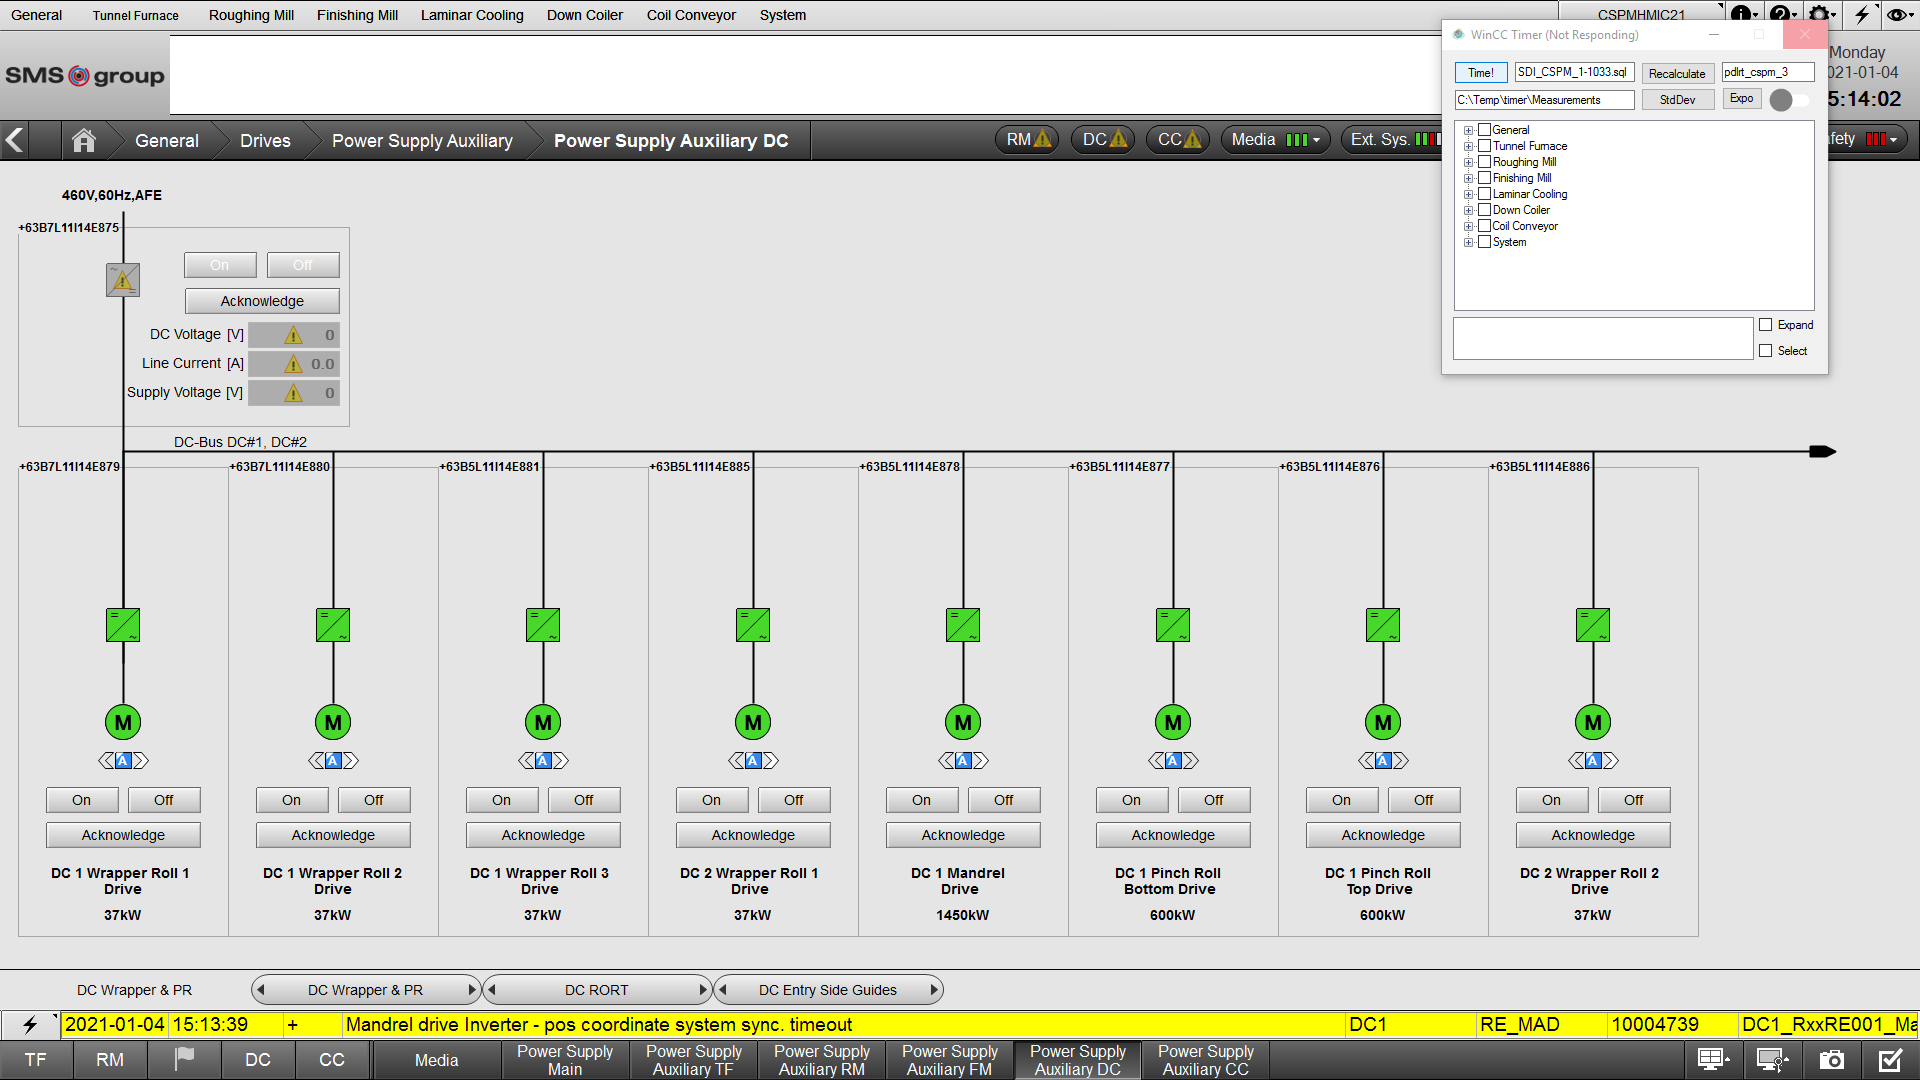 General Tunnel Furnace Roughing Mill Finishing Mill Laminar Cooling Down Coiler Coil Conveyor System CSPMHMIC21
SMS group
WinCC Timer (Not Responding)
Monday
021-01-04
5:14:02
Time! SDI_CSPM_1-1033.sql Recalculate pdlrt_cspm_3
C:\Temp\timer\Measurements StdDev Expo
General
Tunnel Furnace
Roughing Mill
Finishing Mill
Laminar Cooling
Down Coiler
Coil Conveyor
System
Expand
Select
General Drives Power Supply Auxiliary Power Supply Auxiliary DC RM DC CC Media Ext. Sys. fety
460V,60Hz,AFE
+63B7L11I14E875
On Off
Acknowledge
DC Voltage [V] 0
Line Current [A] 0.0
Supply Voltage [V] 0
DC-Bus DC#1, DC#2
+63B7L11I14E879 +63B7L11I14E880 +63B5L11I14E881 +63B5L11I14E885 +63B5L11I14E878 +63B5L11I14E877 +63B5L11I14E876 +63B5L11I14E886
M M M M M M M M
A A A A A A A A
On Off On Off On Off On Off On Off On Off On Off On Off
Acknowledge Acknowledge Acknowledge Acknowledge Acknowledge Acknowledge Acknowledge Acknowledge
DC 1 Wrapper Roll 1 DC 1 Wrapper Roll 2 DC 1 Wrapper Roll 3 DC 2 Wrapper Roll 1 DC 1 Mandrel DC 1 Pinch Roll DC 1 Pinch Roll DC 2 Wrapper Roll 2
Drive Drive Drive Drive Drive Bottom Drive Top Drive Drive
37kW 37kW 37kW 37kW 1450kW 600kW 600kW 37kW
DC Wrapper & PR DC Wrapper & PR DC RORT DC Entry Side Guides
2021-01-04 15:13:39 + Mandrel drive Inverter - pos coordinate system sync. timeout DC1 RE_MAD 10004739 DC1_RxxRE001_Ma
TF RM DC CC Media Power Supply Power Supply Power Supply Power Supply Power Supply Power Supply
Main Auxiliary TF Auxiliary RM Auxiliary FM Auxiliary DC Auxiliary CC